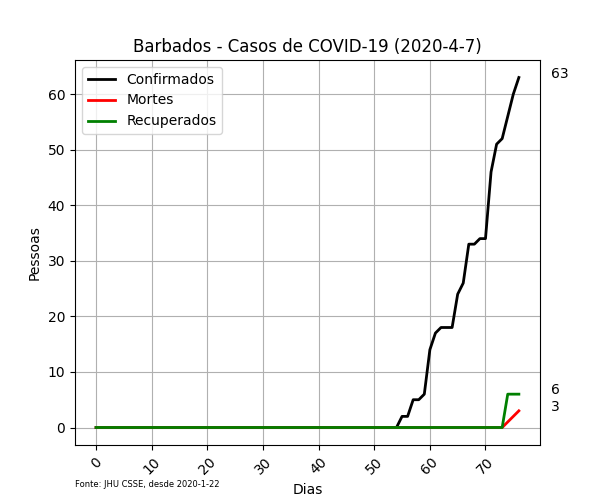 Barbados - Casos de COVID-19 (2020-4-7)
Confirmados
Mortes
Recuperados
63
6
3
Pessoas
60
50
40
30
20
10
0
0 10 20 30 40 50 60 70
Dias
Fonte: JHU CSSE, desde 2020-1-22